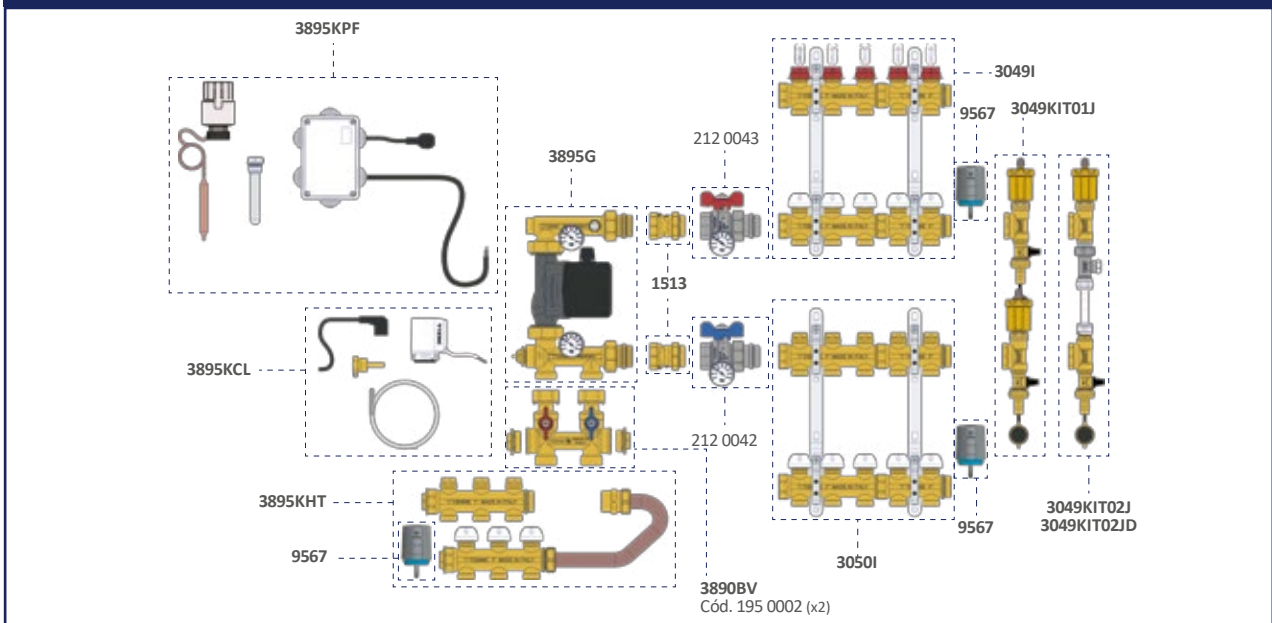 3895KPF
3049I
9567
3049KIT01J
212 0043
3895G
1513
3895KCL
212 0042
3895KHT
9567
9567
3049KIT02J
3049KIT02JD
3050I
3890BV
Cód. 195 0002 (x2)